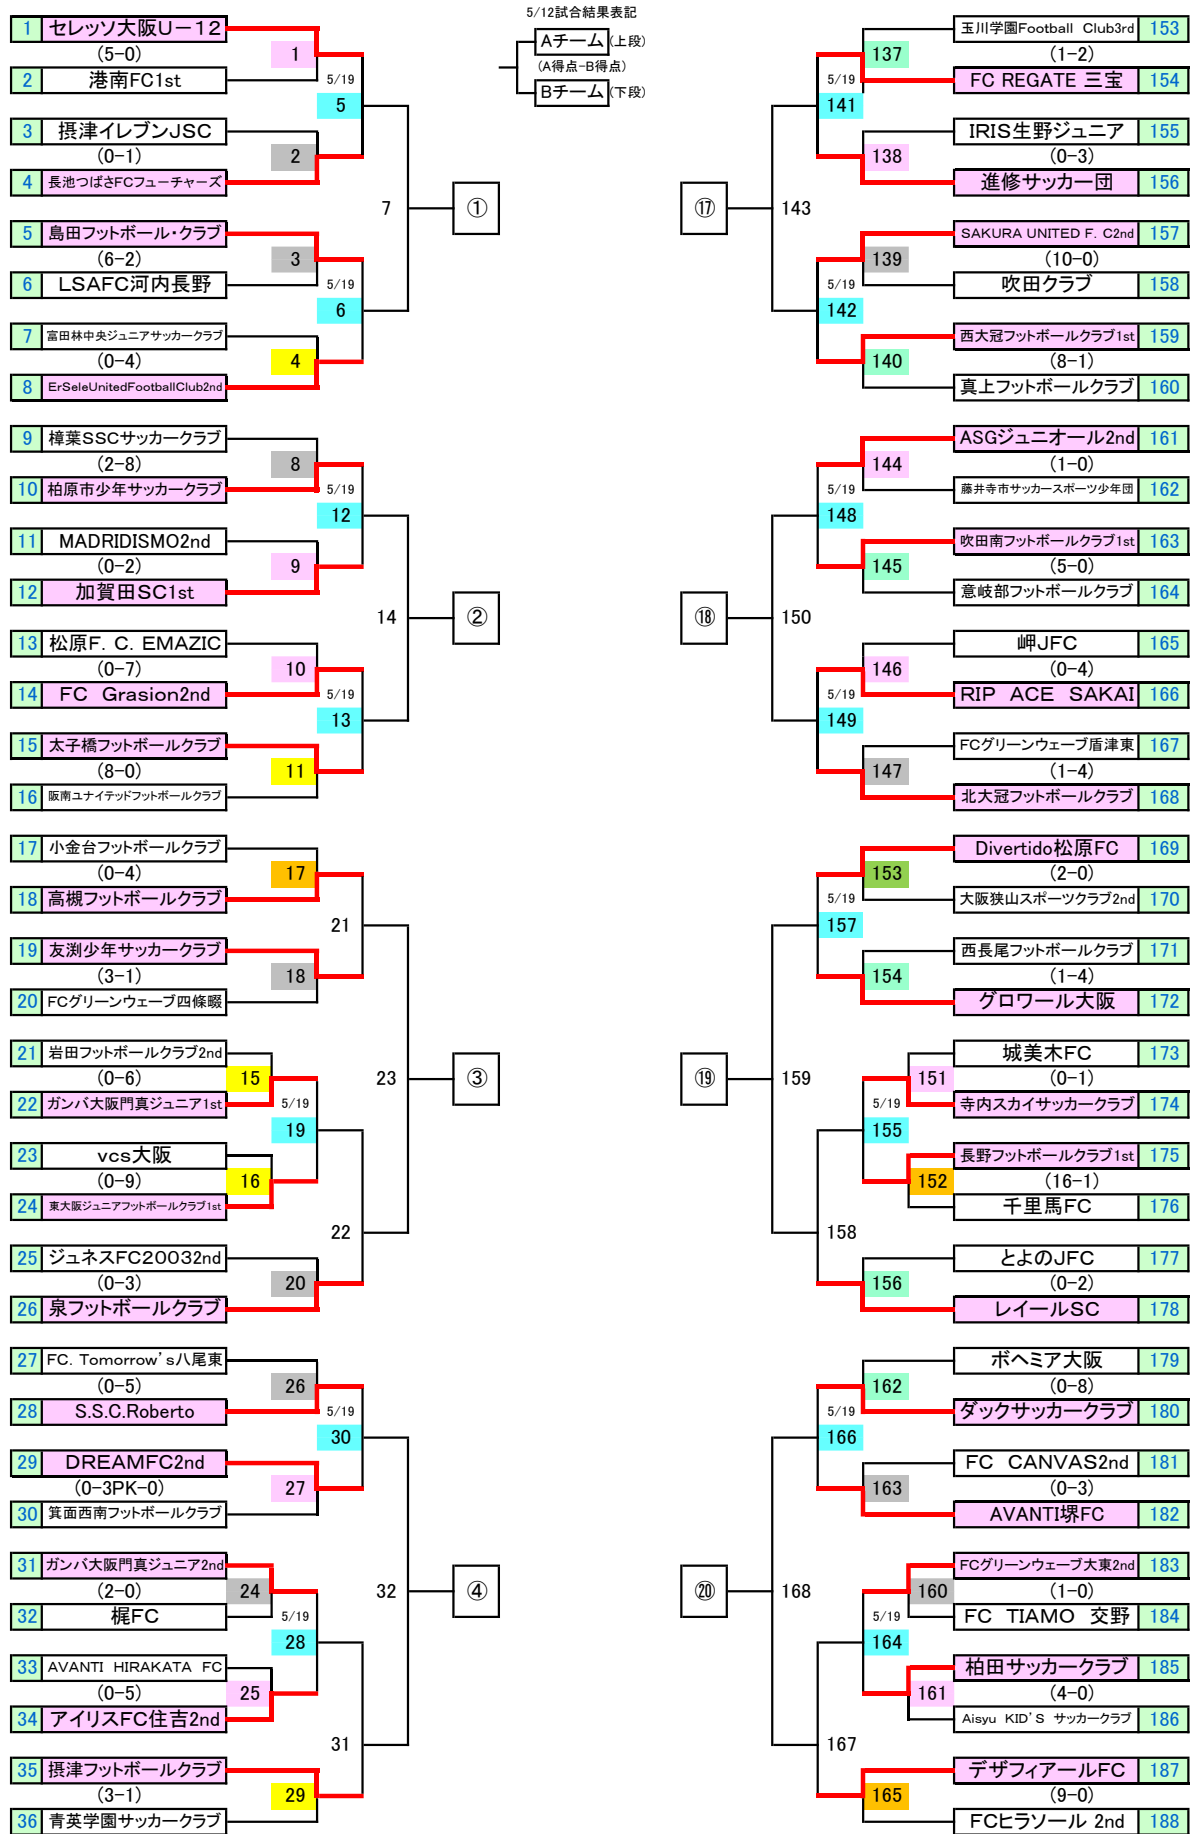 5/12試合結果表記
Aチーム (上段)
(A得点-B得点)
Bチーム (下段)
1 セレッソ大阪U-12
(5-0) 1
2 港南FC1st
5/19
5
3 摂津イレブンJSC
(0-1) 2
4 長池つばさFCフューチャーズ
7 ①
5 島田フットボール・クラブ
(6-2) 3
6 LSAFC河内長野
5/19
6
7 富田林中央ジュニアサッカークラブ
(0-4) 4
8 ErSeleUnitedFootballClub2nd
9 樟葉SSCサッカークラブ
(2-8) 8
10 柏原市少年サッカークラブ
5/19
12
11 MADRIDISMO2nd
(0-2) 9
12 加賀田SC1st
14 ②
13 松原F. C. EMAZIC
(0-7) 10
14 FC Grasion2nd
5/19
13
15 太子橋フットボールクラブ
(8-0) 11
16 阪南ユナイテッドフットボールクラブ
17 小金台フットボールクラブ
(0-4) 17
18 高槻フットボールクラブ
21
19 友渕少年サッカークラブ
(3-1) 18
20 FCグリーンウェーブ四條畷
21 岩田フットボールクラブ2nd
(0-6) 15
22 ガンバ大阪門真ジュニア1st
23 ③
5/19
19
23 vcs大阪
(0-9) 16
24 東大阪ジュニアフットボールクラブ1st
22
25 ジュネスFC20032nd
(0-3) 20
26 泉フットボールクラブ
27 FC. Tomorrow's八尾東
(0-5) 26
28 S.S.C.Roberto
5/19
30
29 DREAMFC2nd
(0-3PK-0) 27
30 箕面西南フットボールクラブ
31 ガンバ大阪門真ジュニア2nd
(2-0) 24
32 梶FC
32 ④
5/19
28
33 AVANTI HIRAKATA FC
(0-5) 25
34 アイリスFC住吉2nd
31
35 摂津フットボールクラブ
(3-1) 29
36 青英学園サッカークラブ
玉川学園Football Club3rd 153
137 (1-2)
FC REGATE 三宝 154
5/19
141
IRIS生野ジュニア 155
138 (0-3)
進修サッカー団 156
⑰ 143
SAKURA UNITED F. C2nd 157
139 (10-0)
吹田クラブ 158
5/19
142
西大冠フットボールクラブ1st 159
140 (8-1)
真上フットボールクラブ 160
ASGジュニオール2nd 161
144 (1-0)
藤井寺市サッカースポーツ少年団 162
5/19
148
吹田南フットボールクラブ1st 163
145 (5-0)
意岐部フットボールクラブ 164
⑱ 150
岬JFC 165
146 (0-4)
RIP ACE SAKAI 166
5/19
149
FCグリーンウェーブ盾津東 167
147 (1-4)
北大冠フットボールクラブ 168
Divertido松原FC 169
153 (2-0)
大阪狭山スポーツクラブ2nd 170
5/19
157
西長尾フットボールクラブ 171
154 (1-4)
グロワール大阪 172
⑲ 159
城美木FC 173
151 (0-1)
寺内スカイサッカークラブ 174
5/19
155
長野フットボールクラブ1st 175
152 (16-1)
千里馬FC 176
158
とよのJFC 177
156 (0-2)
レイールSC 178
ボヘミア大阪 179
162 (0-8)
ダックサッカークラブ 180
5/19
166
FC CANVAS2nd 181
163 (0-3)
AVANTI堺FC 182
⑳ 168
FCグリーンウェーブ大東2nd 183
160 (1-0)
FC TIAMO 交野 184
5/19
164
柏田サッカークラブ 185
161 (4-0)
Aisyu KID'S サッカークラブ 186
167
デザフィアールFC 187
165 (9-0)
FCヒラソール 2nd 188